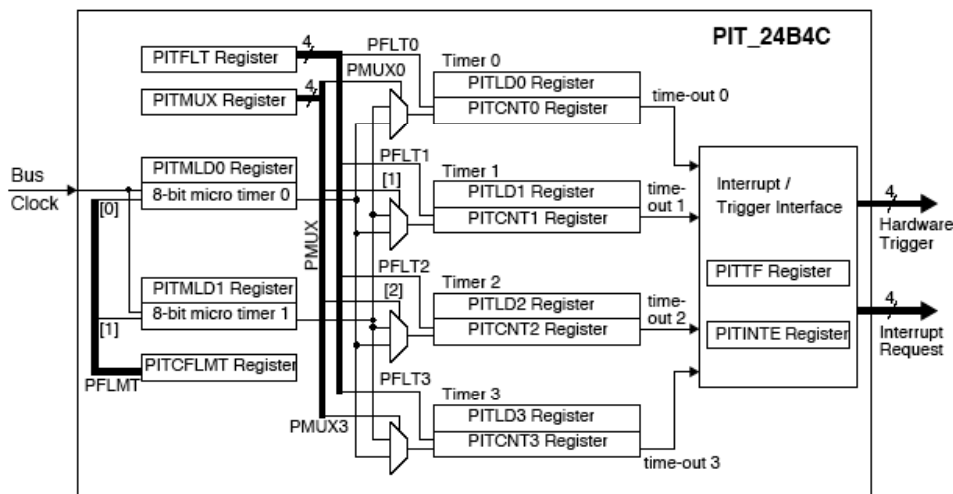 PIT_24B4C
PITFLT Register
4
PFLT0
Timer 0
PITLD0 Register
PMUX0
PITMUX Register
4
PITCNT0 Register
time-out 0
PFLT1
Timer 1
PITLD1 Register
PITCNT1 Register
time-
out 1
[1]
Bus
Clock
PITMLD0 Register
8-bit micro timer 0
[0]
PMUX
Interrupt /
Trigger Interface
4
Hardware
Trigger
PFLT2
Timer 2
PITLD2 Register
PITCNT2 Register
time-
out 2
[2]
PITMLD1 Register
8-bit micro timer 1
[1]
PITTF Register
PITINTE Register
4
Interrupt
Request
PITCFLMT Register
PFLMT
PFLT3
Timer 3
PITLD3 Register
PITCNT3 Register
PMUX3
time-out 3